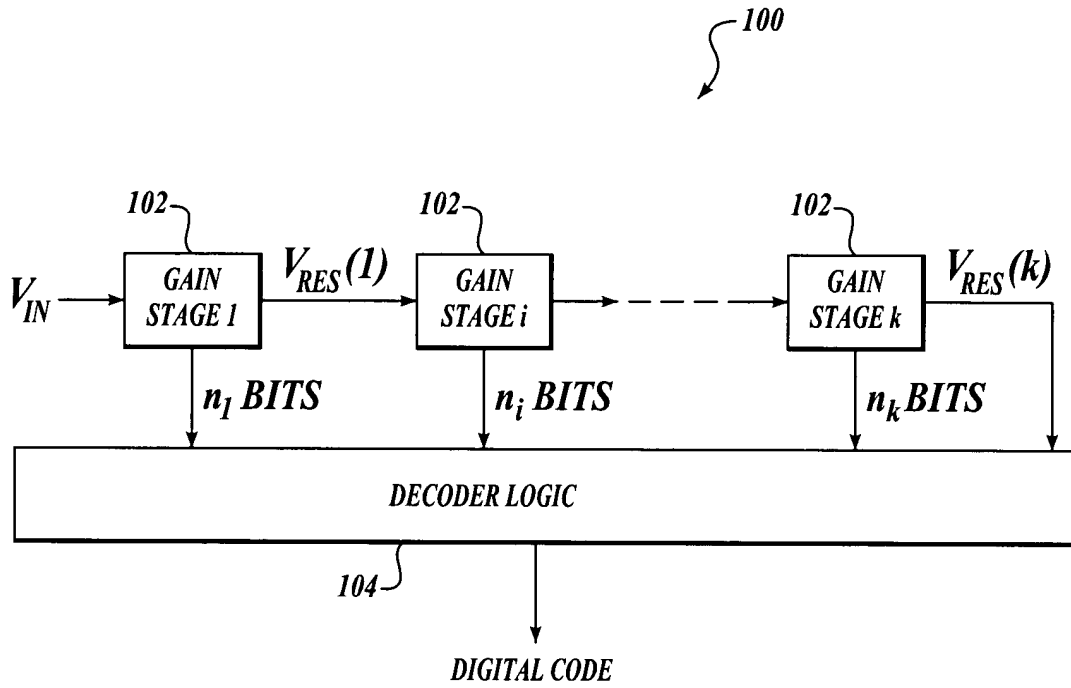 100
102
102
102
V_IN
GAIN
STAGE 1
V_RES(1)
GAIN
STAGE i
GAIN
STAGE k
V_RES(k)
n_1 BITS
n_i BITS
n_k BITS
DECODER LOGIC
104
DIGITAL CODE